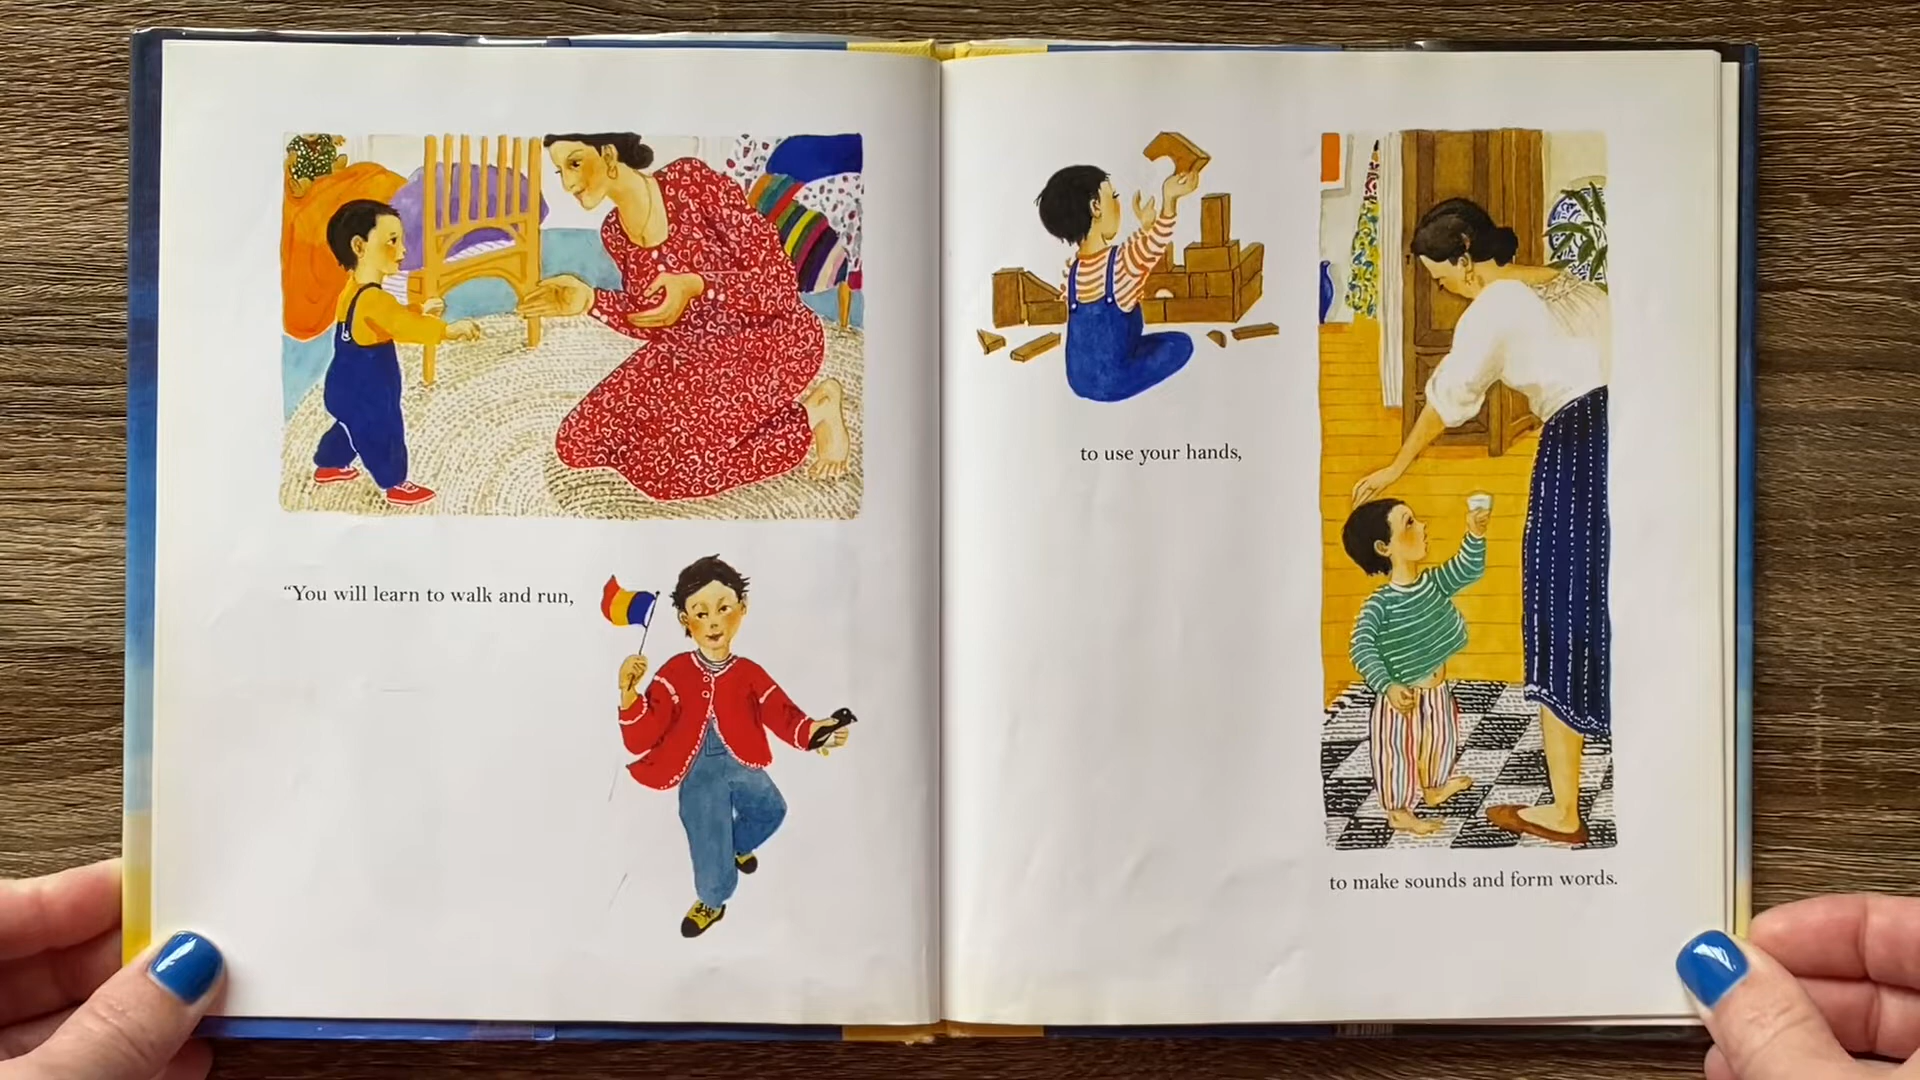 “You will learn to walk and run,
to use your hands,
to make sounds and form words.